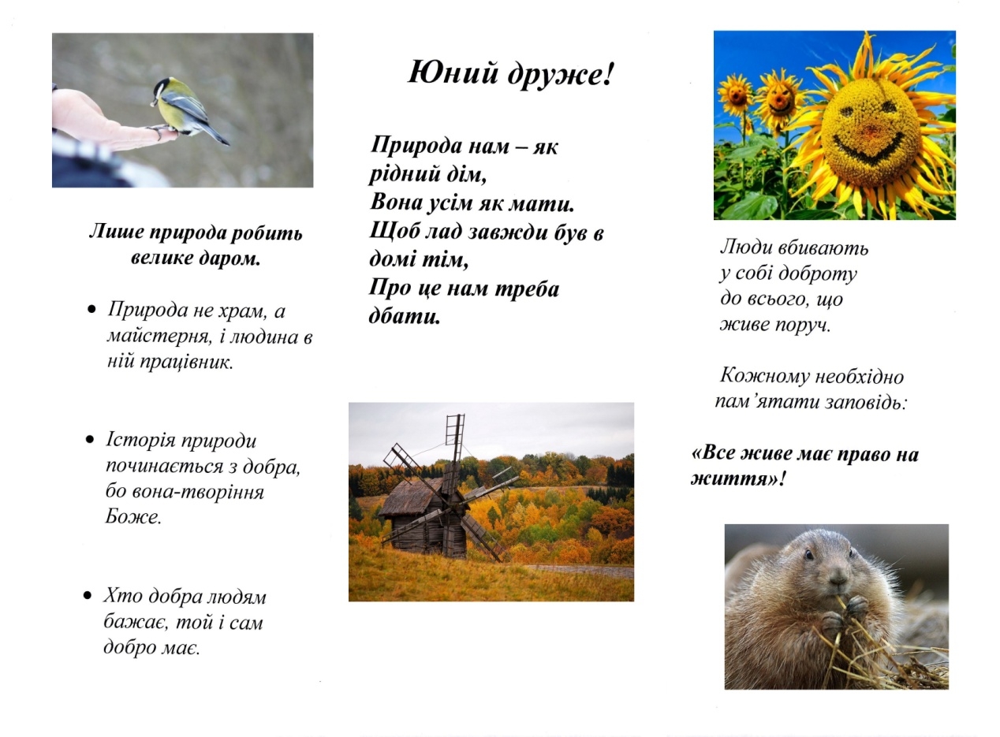 Лише природа робить
велике даром.
• Природа не храм, а
майстерня, і людина в
ній працівник.
• Історія природи
починається з добра,
бо вона-творіння
Боже.
• Хто добра людям
бажає, той і сам
добро має.
Юний друже!
Природа нам – як
рідний дім,
Вона усім як мати.
Щоб лад завжди був в
домі тім,
Про це нам треба
дбати.
Люди вбивають
у собі доброту
до всього, що
живе поруч.
Кожному необхідно
пам’ятати заповідь:
«Все живе має право на
життя»!